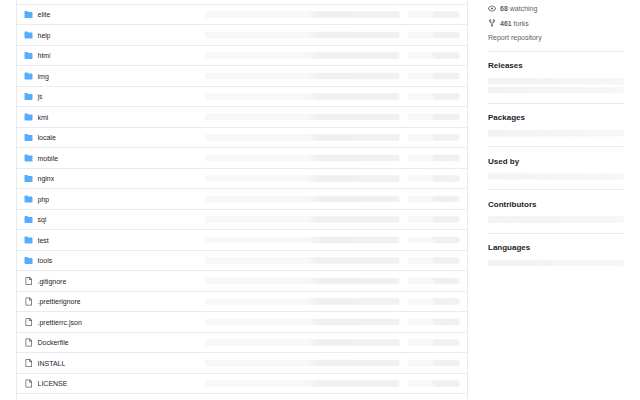 elite
help
html
img
js
kml
locale
mobile
nginx
php
sql
test
tools
.gitignore
.prettierignore
.prettierrc.json
Dockerfile
INSTALL
LICENSE
68 watching
461 forks
Report repository
Releases
Packages
Used by
Contributors
Languages